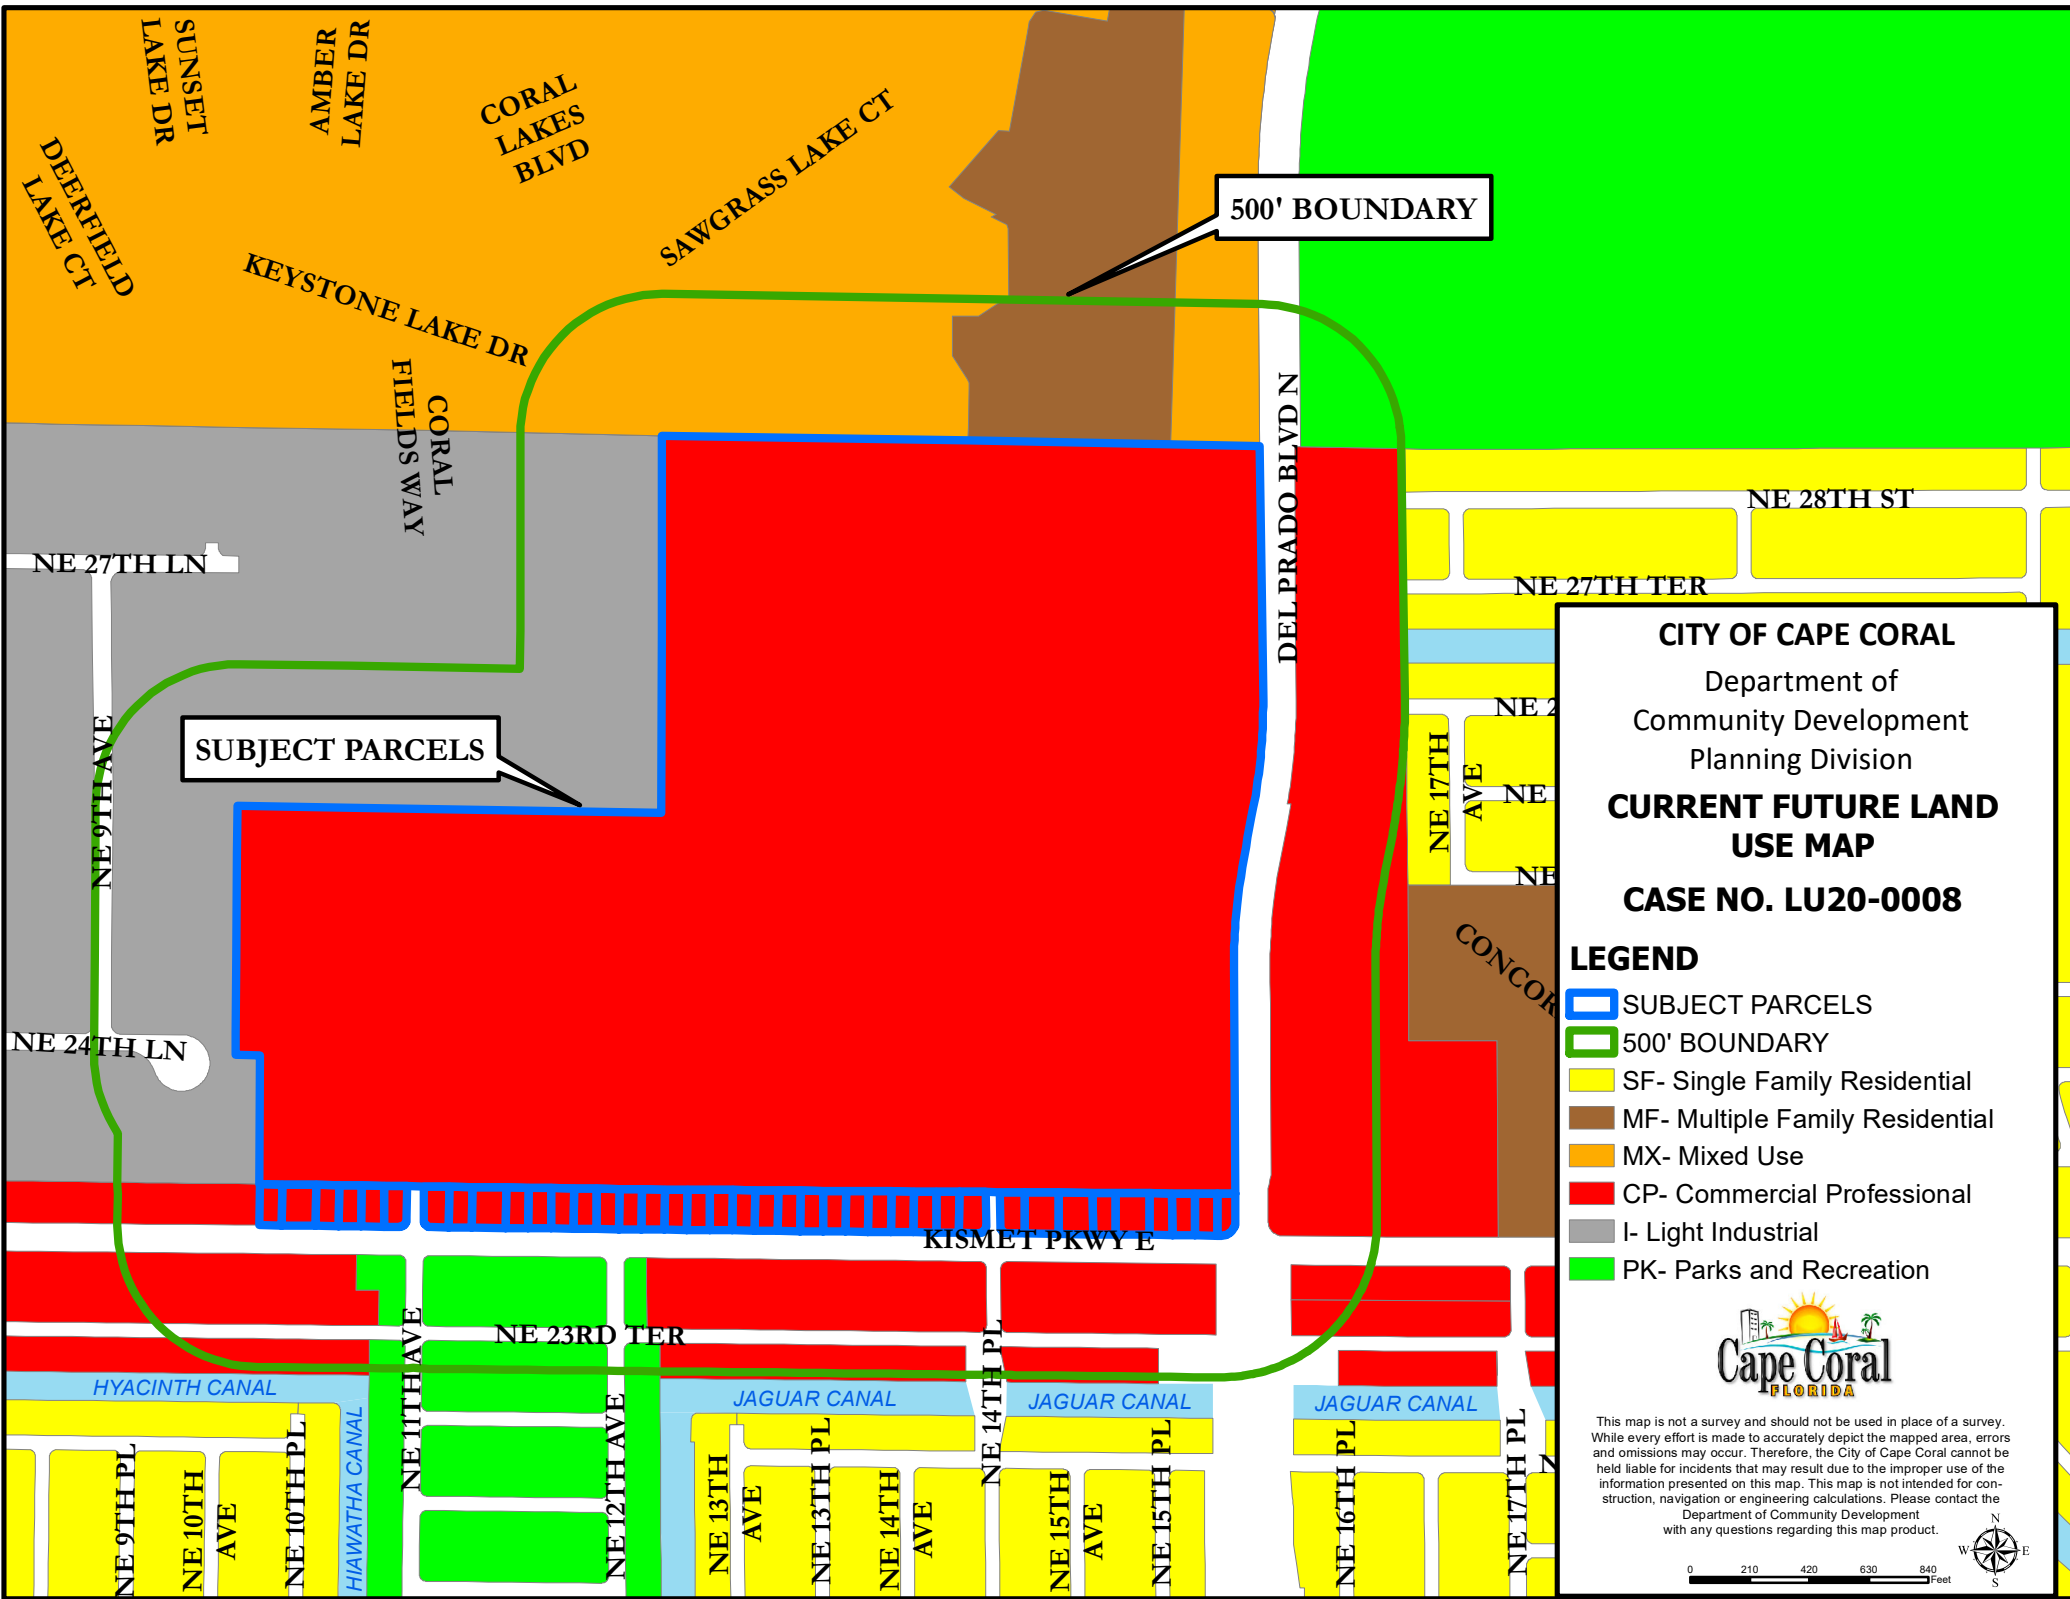 SUNSET
LAKE DR
AMBER
LAKE DR
CORAL
LAKES
BLVD
SAWGRASS LAKE CT
DEERFIELD
LAKE CT
KEYSTONE LAKE DR
500' BOUNDARY
CORAL
FIELDS WAY
DEL PRADO BLVD N
NE 28TH ST
NE 27TH LN
NE 27TH TER
NE 2
NE 9TH AVE
SUBJECT PARCELS
NE 17TH
AVE
NE
NE
CONCOR
NE 24TH LN
KISMET PKWY E
NE 23RD TER
NE 11TH AVE
NE 14TH PL
HYACINTH CANAL
JAGUAR CANAL
JAGUAR CANAL
JAGUAR CANAL
HIAWATHA CANAL
NE 9TH PL
NE 10TH
AVE
NE 10TH PL
NE 12TH AVE
NE 13TH
AVE
NE 13TH PL
NE 14TH
AVE
NE 15TH
AVE
NE 15TH PL
NE 16TH PL
NE 17TH PL
N
CITY OF CAPE CORAL
Department of
Community Development
Planning Division
CURRENT FUTURE LAND
USE MAP
CASE NO. LU20-0008
LEGEND
SUBJECT PARCELS
500' BOUNDARY
SF- Single Family Residential
MF- Multiple Family Residential
MX- Mixed Use
CP- Commercial Professional
I- Light Industrial
PK- Parks and Recreation
Cape Coral
FLORIDA
This map is not a survey and should not be used in place of a survey.
While every effort is made to accurately depict the mapped area, errors
and omissions may occur. Therefore, the City of Cape Coral cannot be
held liable for incidents that may result due to the improper use of the
information presented on this map. This map is not intended for con-
struction, navigation or engineering calculations. Please contact the
Department of Community Development
with any questions regarding this map product.
N
W E
S
0 210 420 630 840
Feet